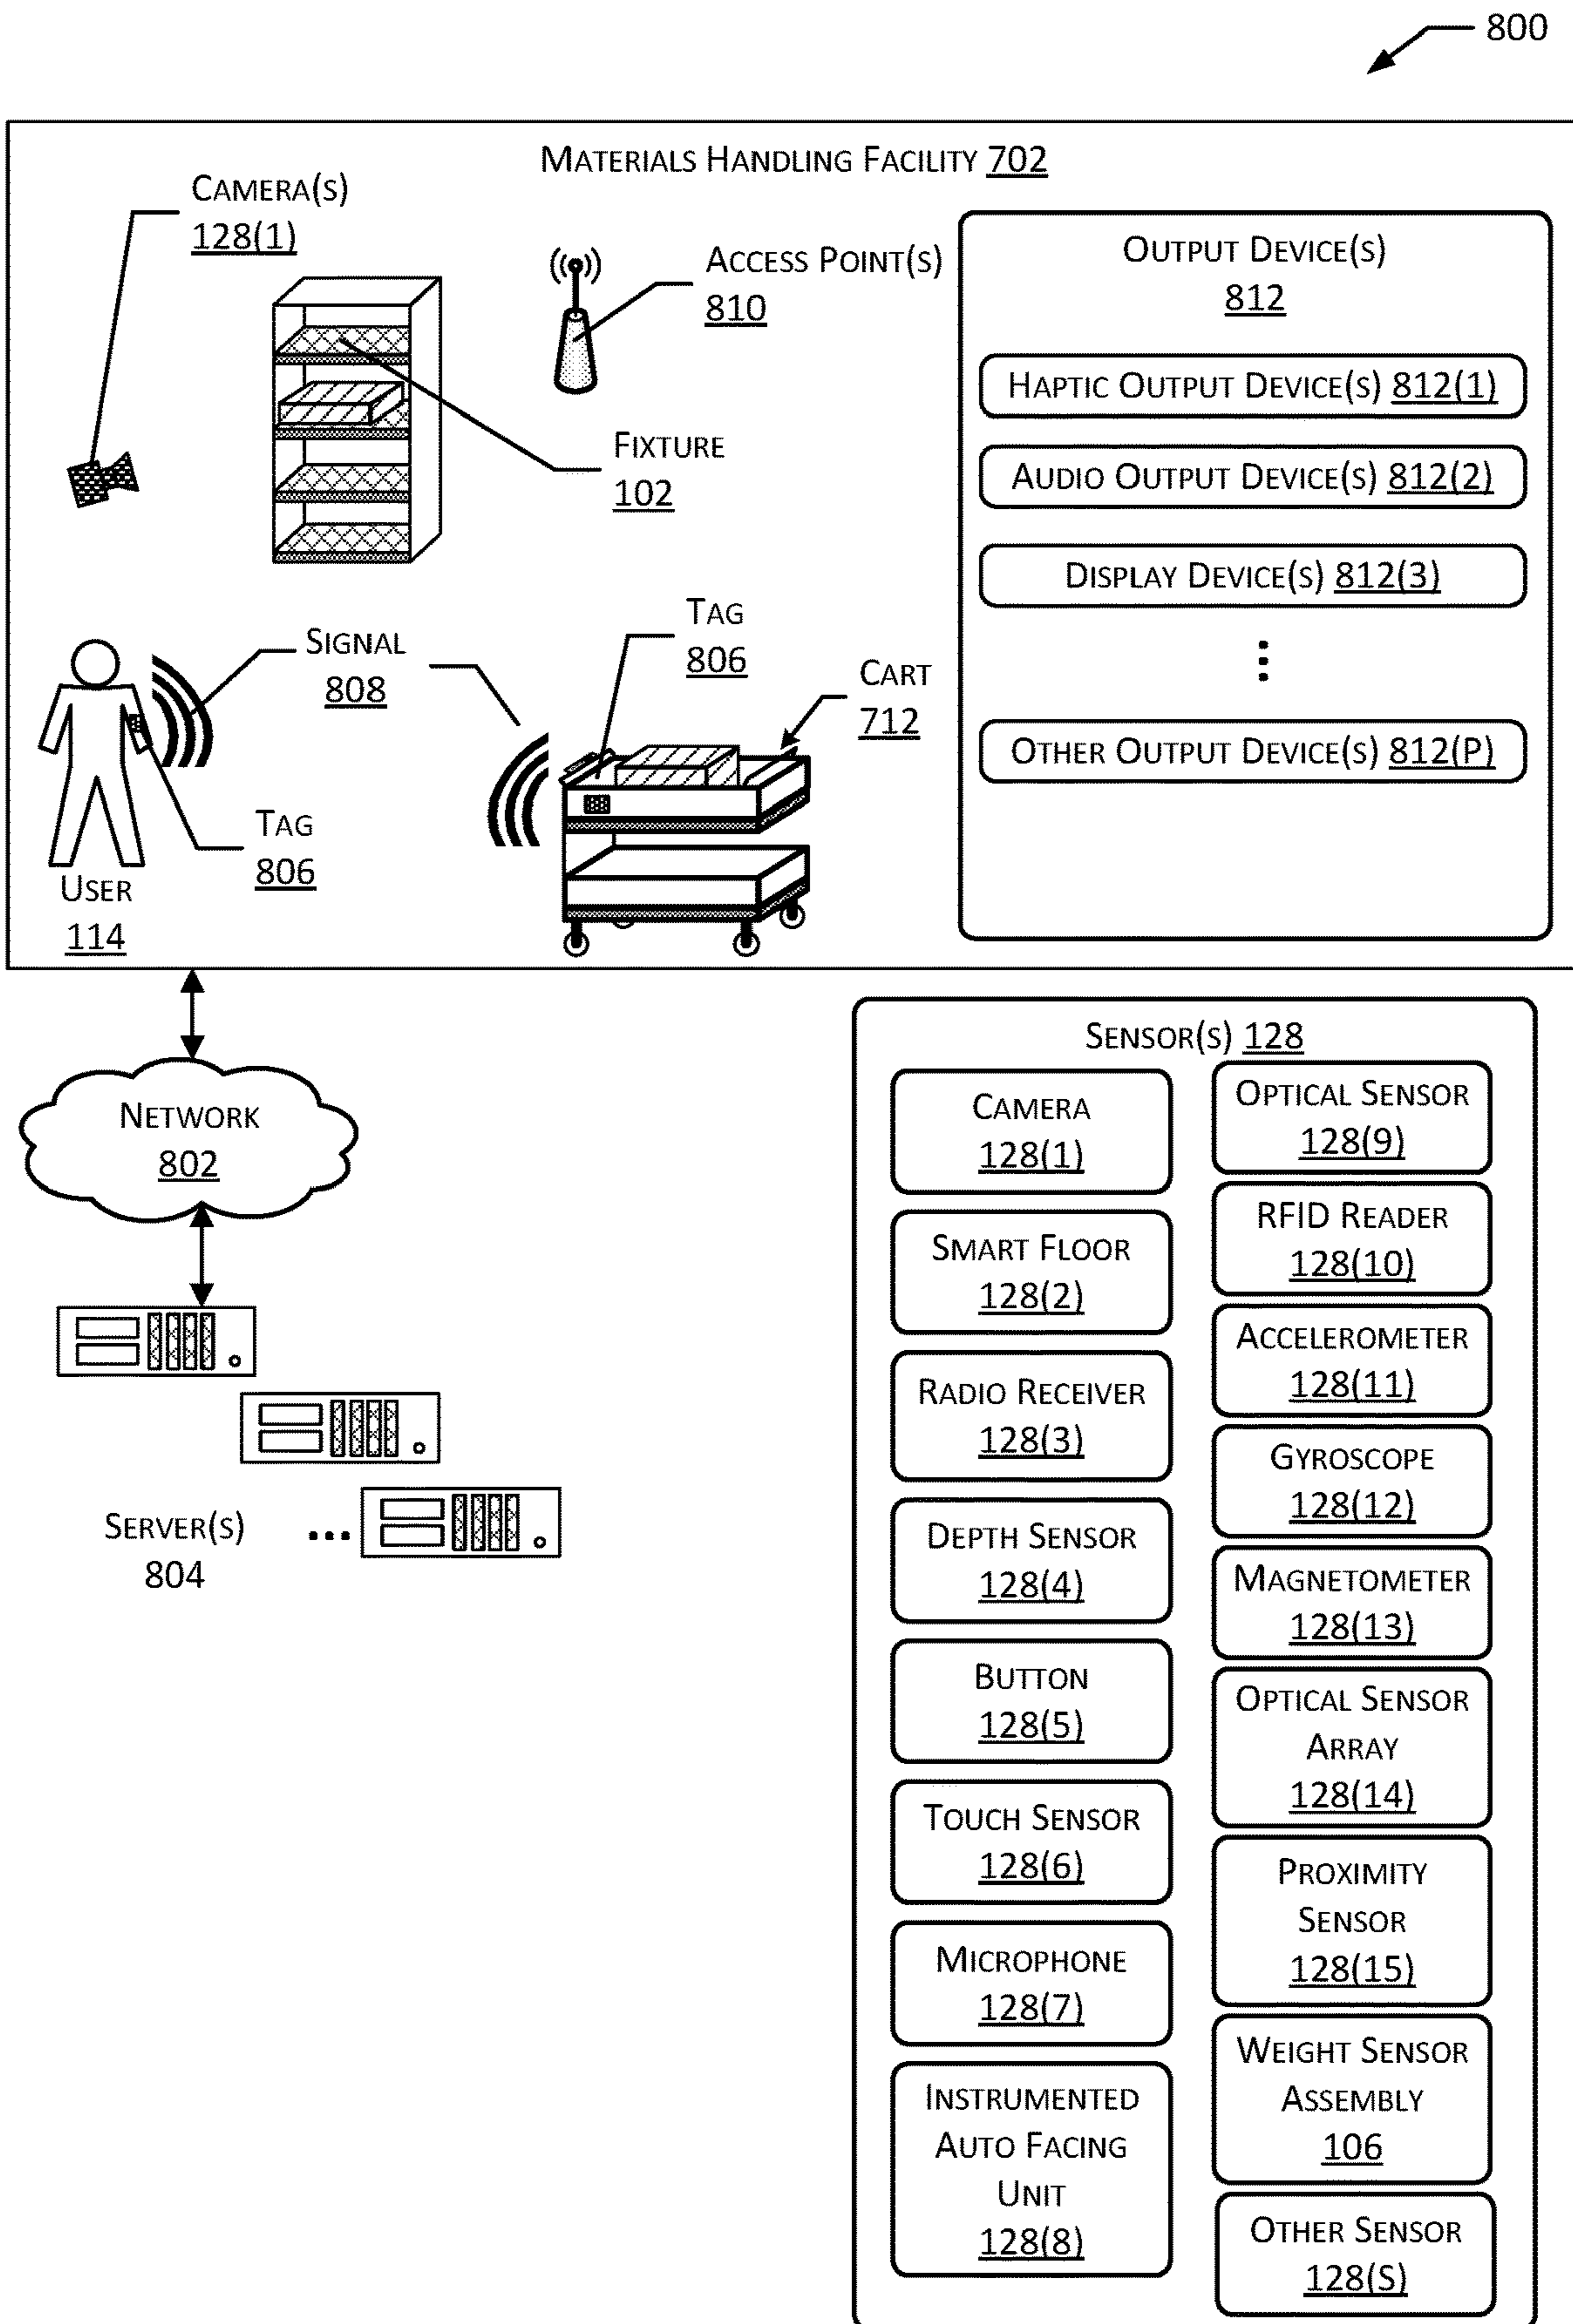 800
MATERIALS HANDLING FACILITY 702
CAMERA(S)
128(1)
ACCESS POINT(S)
810
FIXTURE
102
SIGNAL
808
TAG
806
CART
712
TAG
806
USER
114
OUTPUT DEVICE(S)
812
HAPTIC OUTPUT DEVICE(S) 812(1)
AUDIO OUTPUT DEVICE(S) 812(2)
DISPLAY DEVICE(S) 812(3)
OTHER OUTPUT DEVICE(S) 812(P)
NETWORK
802
SERVER(S)
804
...
SENSOR(S) 128
CAMERA
128(1)
SMART FLOOR
128(2)
RADIO RECEIVER
128(3)
DEPTH SENSOR
128(4)
BUTTON
128(5)
TOUCH SENSOR
128(6)
MICROPHONE
128(7)
INSTRUMENTED
AUTO FACING
UNIT
128(8)
OPTICAL SENSOR
128(9)
RFID READER
128(10)
ACCELEROMETER
128(11)
GYROSCOPE
128(12)
MAGNETOMETER
128(13)
OPTICAL SENSOR
ARRAY
128(14)
PROXIMITY
SENSOR
128(15)
WEIGHT SENSOR
ASSEMBLY
106
OTHER SENSOR
128(S)